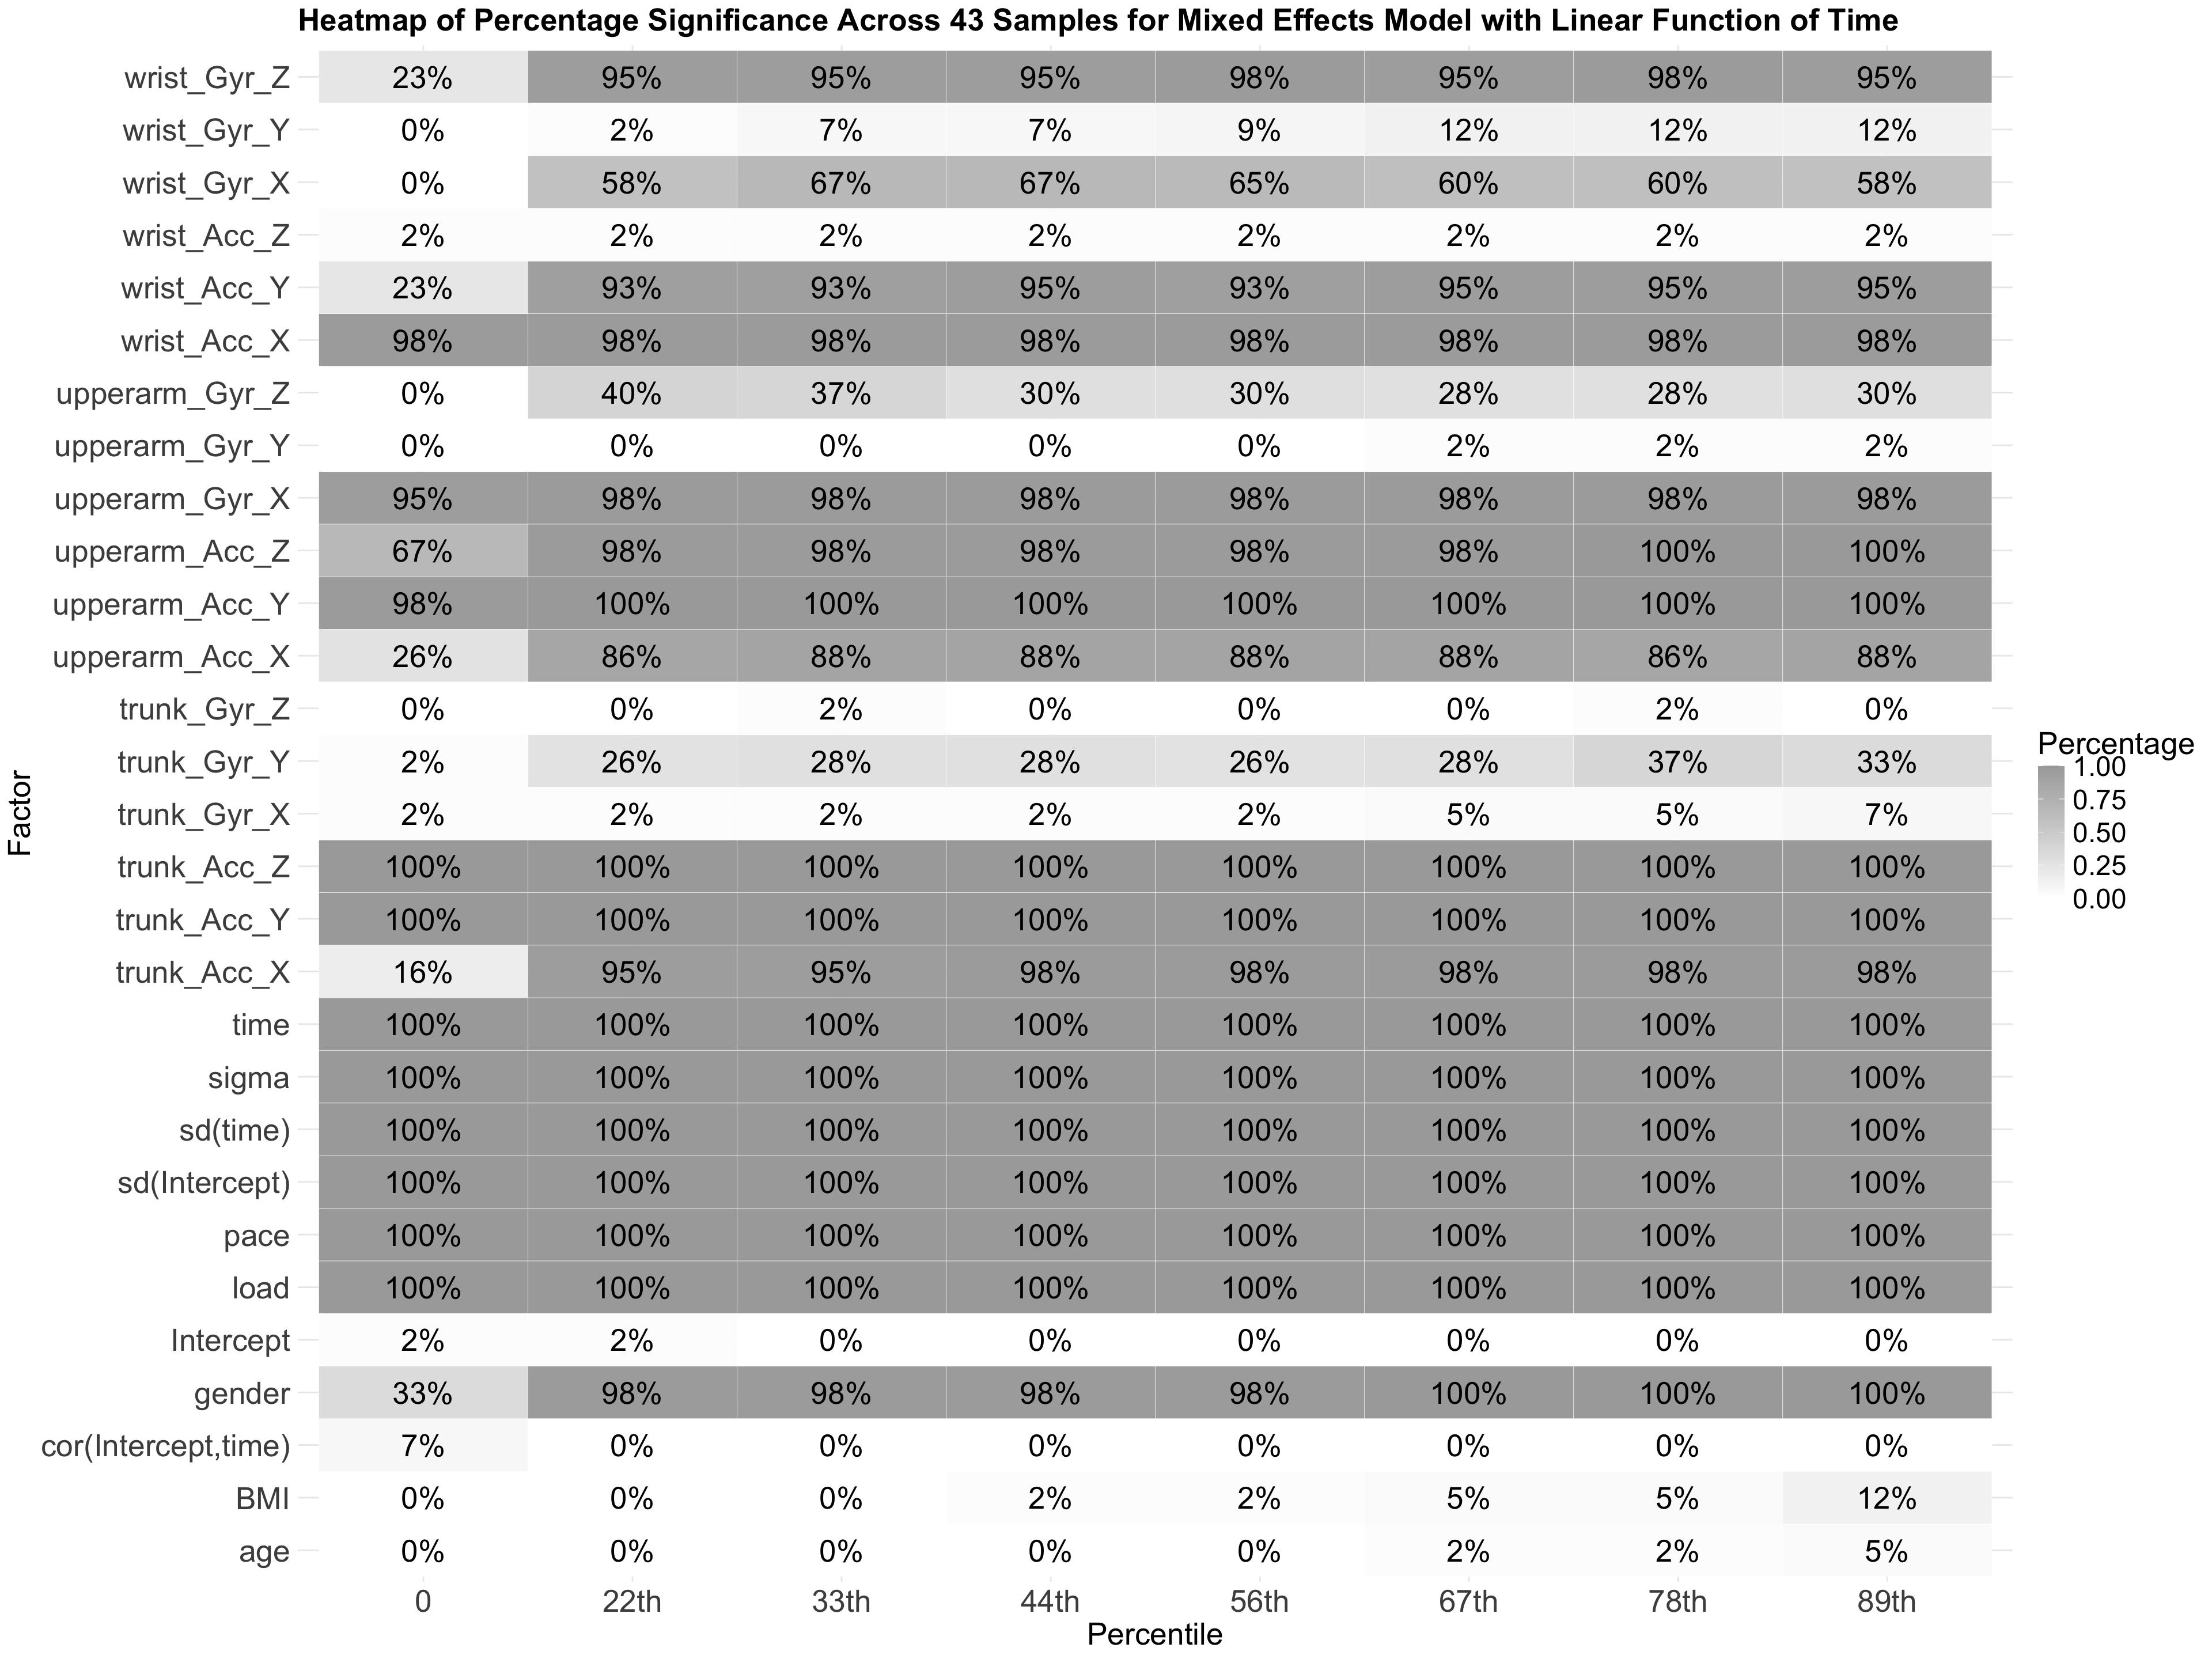 Heatmap of Percentage Significance Across 43 Samples for Mixed Effects Model with Linear Function of Time
Factor
wrist_Gyr_Z 23% 95% 95% 95% 98% 95% 98% 95%
wrist_Gyr_Y 0% 2% 7% 7% 9% 12% 12% 12%
wrist_Gyr_X 0% 58% 67% 67% 65% 60% 60% 58%
wrist_Acc_Z 2% 2% 2% 2% 2% 2% 2% 2%
wrist_Acc_Y 23% 93% 93% 95% 93% 95% 95% 95%
wrist_Acc_X 98% 98% 98% 98% 98% 98% 98% 98%
upperarm_Gyr_Z 0% 40% 37% 30% 30% 28% 28% 30%
upperarm_Gyr_Y 0% 0% 0% 0% 0% 2% 2% 2%
upperarm_Gyr_X 95% 98% 98% 98% 98% 98% 98% 98%
upperarm_Acc_Z 67% 98% 98% 98% 98% 98% 100% 100%
upperarm_Acc_Y 98% 100% 100% 100% 100% 100% 100% 100%
upperarm_Acc_X 26% 86% 88% 88% 88% 88% 86% 88%
trunk_Gyr_Z 0% 0% 2% 0% 0% 0% 2% 0%
trunk_Gyr_Y 2% 26% 28% 28% 26% 28% 37% 33%
trunk_Gyr_X 2% 2% 2% 2% 2% 5% 5% 7%
trunk_Acc_Z 100% 100% 100% 100% 100% 100% 100% 100%
trunk_Acc_Y 100% 100% 100% 100% 100% 100% 100% 100%
trunk_Acc_X 16% 95% 95% 98% 98% 98% 98% 98%
time 100% 100% 100% 100% 100% 100% 100% 100%
sigma 100% 100% 100% 100% 100% 100% 100% 100%
sd(time) 100% 100% 100% 100% 100% 100% 100% 100%
sd(Intercept) 100% 100% 100% 100% 100% 100% 100% 100%
pace 100% 100% 100% 100% 100% 100% 100% 100%
load 100% 100% 100% 100% 100% 100% 100% 100%
Intercept 2% 2% 0% 0% 0% 0% 0% 0%
gender 33% 98% 98% 98% 98% 100% 100% 100%
cor(Intercept,time) 7% 0% 0% 0% 0% 0% 0% 0%
BMI 0% 0% 0% 2% 2% 5% 5% 12%
age 0% 0% 0% 0% 0% 2% 2% 5%
0 22th 33th 44th 56th 67th 78th 89th
Percentile
Percentage
1.00
0.75
0.50
0.25
0.00